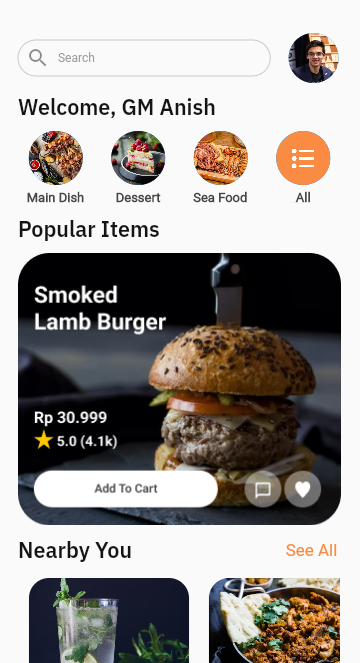 Search
Welcome, GM Anish
Main Dish
Dessert
Sea Food
All
Popular Items
Smoked
Lamb Burger
Rp 30.999
5.0 (4.1k)
Add To Cart
Nearby You
See All